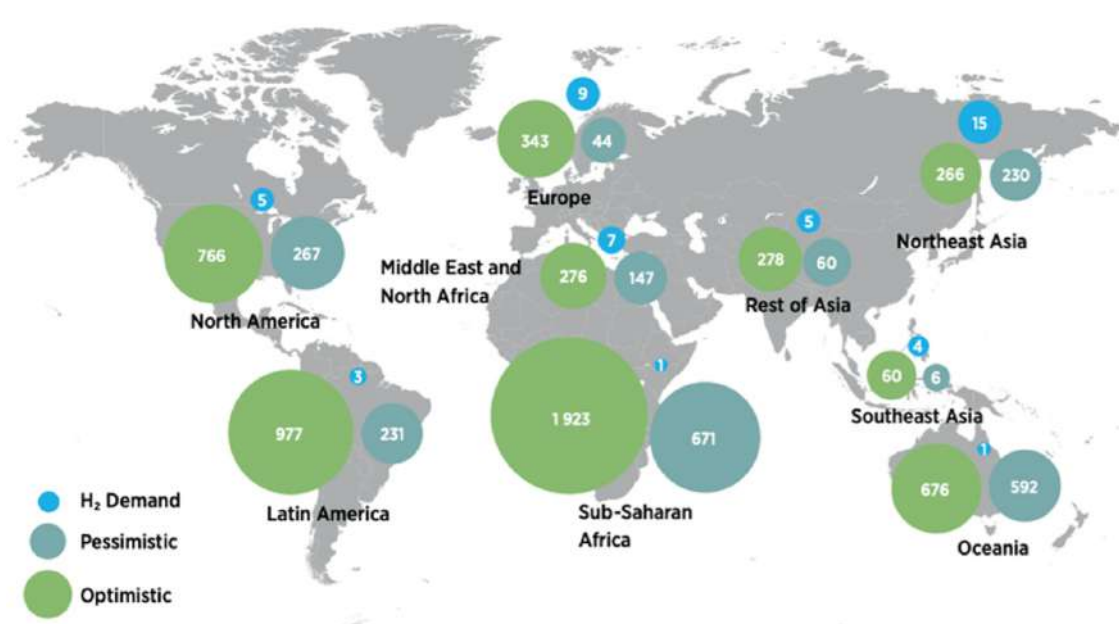 9
343
44
Europe
15
266
230
Northeast Asia
5
766
267
North America
7
276
147
Middle East and
North Africa
5
278
60
Rest of Asia
4
60
6
Southeast Asia
3
977
231
Latin America
1
1 923
671
Sub-Saharan
Africa
1
676
592
Oceania
H₂ Demand
Pessimistic
Optimistic